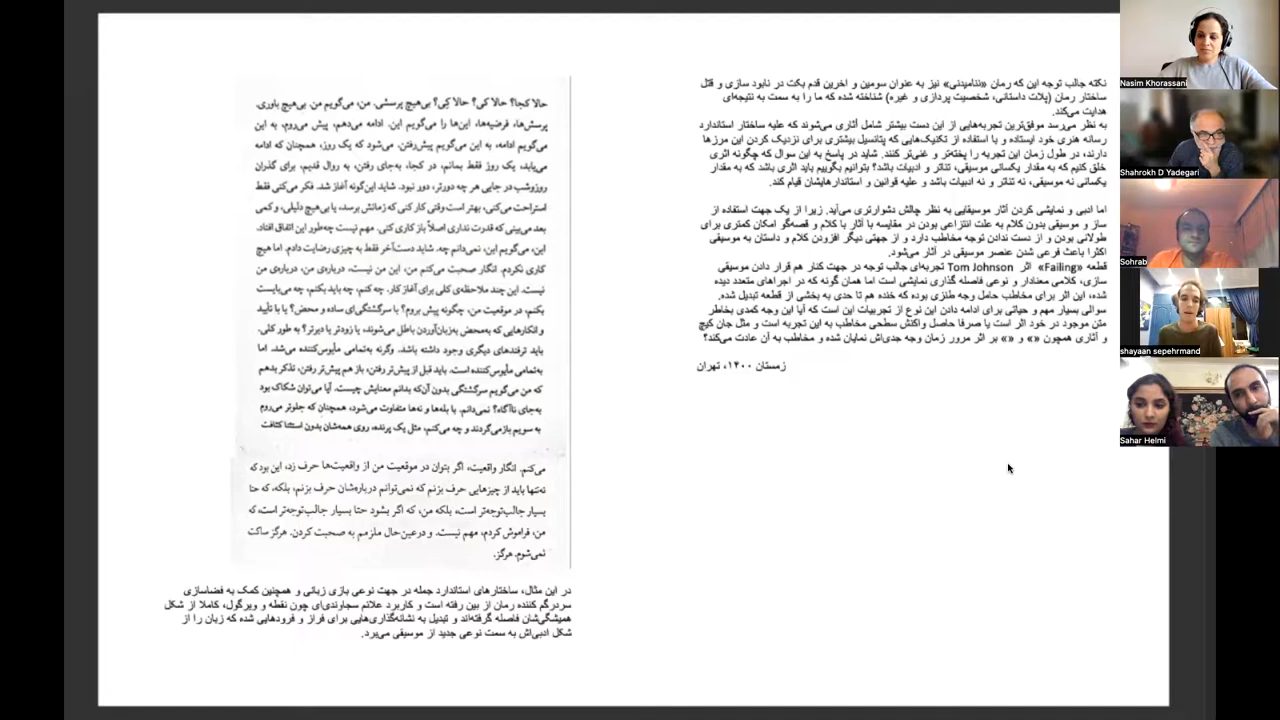 حالا کجا؟ حالا کی؟ حالا کِی؟ بی‌هیچ پرسشی. من، می‌گویم من. بی‌هیچ باوری.
پرسش‌ها، فرضیه‌ها، این‌ها را می‌گویم این. ادامه می‌دهم، پیش می‌روم، به این
می‌گویم ادامه، به این می‌گویم پیش‌رفتن. می‌شود که یک روز، همچنان که ادامه
می‌یابد، یک روز فقط بمانم، در کجا، به‌جای رفتن، به روال قدیم، برای گذران
روزوشب در جایی هر چه دورتر، دور نبود. شاید این‌گونه آغاز شد. فکر می‌کنی فقط
استراحت می‌کنی، بهتر است وقتی کار کنی که زمانش برسد، یا بی‌هیچ دلیلی، و کمی
بعد می‌بینی که قدرت نداری اصلاً باز کاری کنی. مهم نیست چه‌طور این اتفاق افتاد.
این، می‌گویم این، نمی‌دانم چه. شاید دست‌آخر فقط به چیزی رضایت دادم. اما هیچ
کاری نکردم. انگار صحبت می‌کنم من، این من نیست، درباره‌ی من، درباره‌ی من
نیست. این چند ملاحظه‌ی کلی برای آغاز کار. چه کنم، چه باید بکنم، چه می‌بایست
بکنم، در موقعیت من، چگونه پیش بروم؟ با سرگشتگی‌ای ساده و محض؟ یا با تأیید
و انکارهایی که به‌محض به‌زبان‌آوردن باطل می‌شوند، یا زودتر یا دیرتر؟ به طور کلی.
باید ترفندهای دیگری وجود داشته باشد. وگرنه به‌تمامی مأیوس‌کننده می‌شد. اما
به‌تمامی مأیوس‌کننده است. باید قبل از پیش‌تر رفتن، باز هم پیش‌تر رفتن، تذکر بدهم
که من می‌گویم سرگشتگی بدون آن‌که بدانم معنایش چیست. آیا می‌توان شکاک بود
به‌جای ناآگاه؟ نمی‌دانم. با بله‌ها و نه‌ها متفاوت می‌شود، همچنان که جلوتر می‌روم
به سویم بازمی‌گردند و چه می‌کنم، مثل یک پرنده، روی همه‌شان بدون استثنا کثافت
می‌کنم. انگار واقعیت، اگر بتوان در موقعیت من از واقعیت‌ها حرف زد، این بود که
نه‌تنها باید از چیزهایی حرف بزنم که نمی‌توانم درباره‌شان حرف بزنم، بلکه، که حتا
بسیار جالب‌توجه‌تر است، بلکه من، که اگر بشود حتا بسیار جالب‌توجه‌تر است، که
من، فراموش کردم، مهم نیست. و درعین‌حال ملزمم به صحبت کردن. هرگز ساکت
نمی‌شوم. هرگز.
در این مثال، ساختارهای استاندارد جمله در جهت نوعی بازی زبانی و همچنین کمک به فضاسازی
سردرگم کننده رمان از بین رفته است و کاربرد علائم سجاوندی‌ای چون نقطه و ویرگول، کاملا از شکل
همیشگی‌شان فاصله گرفته‌اند و تبدیل به نشانه‌گذاری‌هایی برای فراز و فرودهایی شده که زبان را از
شکل ادبی‌اش به سمت نوعی جدید از موسیقی می‌برد.
نکته جالب توجه این که رمان «ننامیدنی» نیز به عنوان سومین و اخرین قدم بکت در نابود سازی و قتل
ساختار رمان (پلات داستانی، شخصیت پردازی و غیره) شناخته شده که ما را به سمت به نتیجه‌ای
هدایت می‌کند.
به نظر می‌رسد موفق‌ترین تجربه‌هایی از این دست بیشتر شامل آثاری می‌شوند که علیه ساختار استاندارد
رسانه هنری خود ایستاده و با استفاده از تکنیک‌هایی که پتانسیل بیشتری برای نزدیک کردن این مرزها
دارند، در طول زمان این تجربه را پخته‌تر و غنی‌تر کنند. شاید در پاسخ به این سوال که چگونه اثری
خلق کنیم که به مقدار یکسانی موسیقی، تئاتر و ادبیات باشد؟ بتوانیم بگوییم باید اثری باشد که به مقدار
یکسانی نه موسیقی، نه تئاتر و نه ادبیات باشد و علیه قوانین و استاندارهایشان قیام کند.
اما ادبی و نمایشی کردن آثار موسیقایی به نظر چالش دشوارتری می‌آید. زیرا از یک جهت استفاده از
ساز و موسیقی بدون کلام به علت انتزاعی بودن در مقایسه با آثار با کلام و قصه‌گو امکان کمتری برای
طولانی بودن و از دست ندادن توجه مخاطب دارد و از جهتی دیگر افزودن کلام و داستان به موسیقی
اکثرا باعث فرعی شدن عنصر موسیقی در آثار می‌شود.
قطعه «Failing» اثر Tom Johnson تجربه‌ای جالب توجه در جهت کنار هم قرار دادن موسیقی
سازی، کلامی معنادار و نوعی فاصله گذاری نمایشی است اما همان گونه که در اجراهای متعدد دیده
شده، این اثر برای مخاطب حامل وجه طنزی بوده که خنده هم تا حدی به بخشی از قطعه تبدیل شده.
سوالی بسیار مهم و حیاتی برای ادامه دادن این نوع از تجربیات این است که آیا این وجه کمدی بخاطر
متن موجود در خود اثر است یا صرفا حاصل واکنش سطحی مخاطب به این تجربه است و مثل جان کیج
و آثاری همچون «» و «» بر اثر مرور زمان وجه جدی‌اش نمایان شده و مخاطب به آن عادت می‌کند؟
زمستان ۱۴۰۰، تهران
Nasim Khorassani
Shahrokh D Yadegari
Sohrab
shayaan sepehrmand
Sahar Helmi